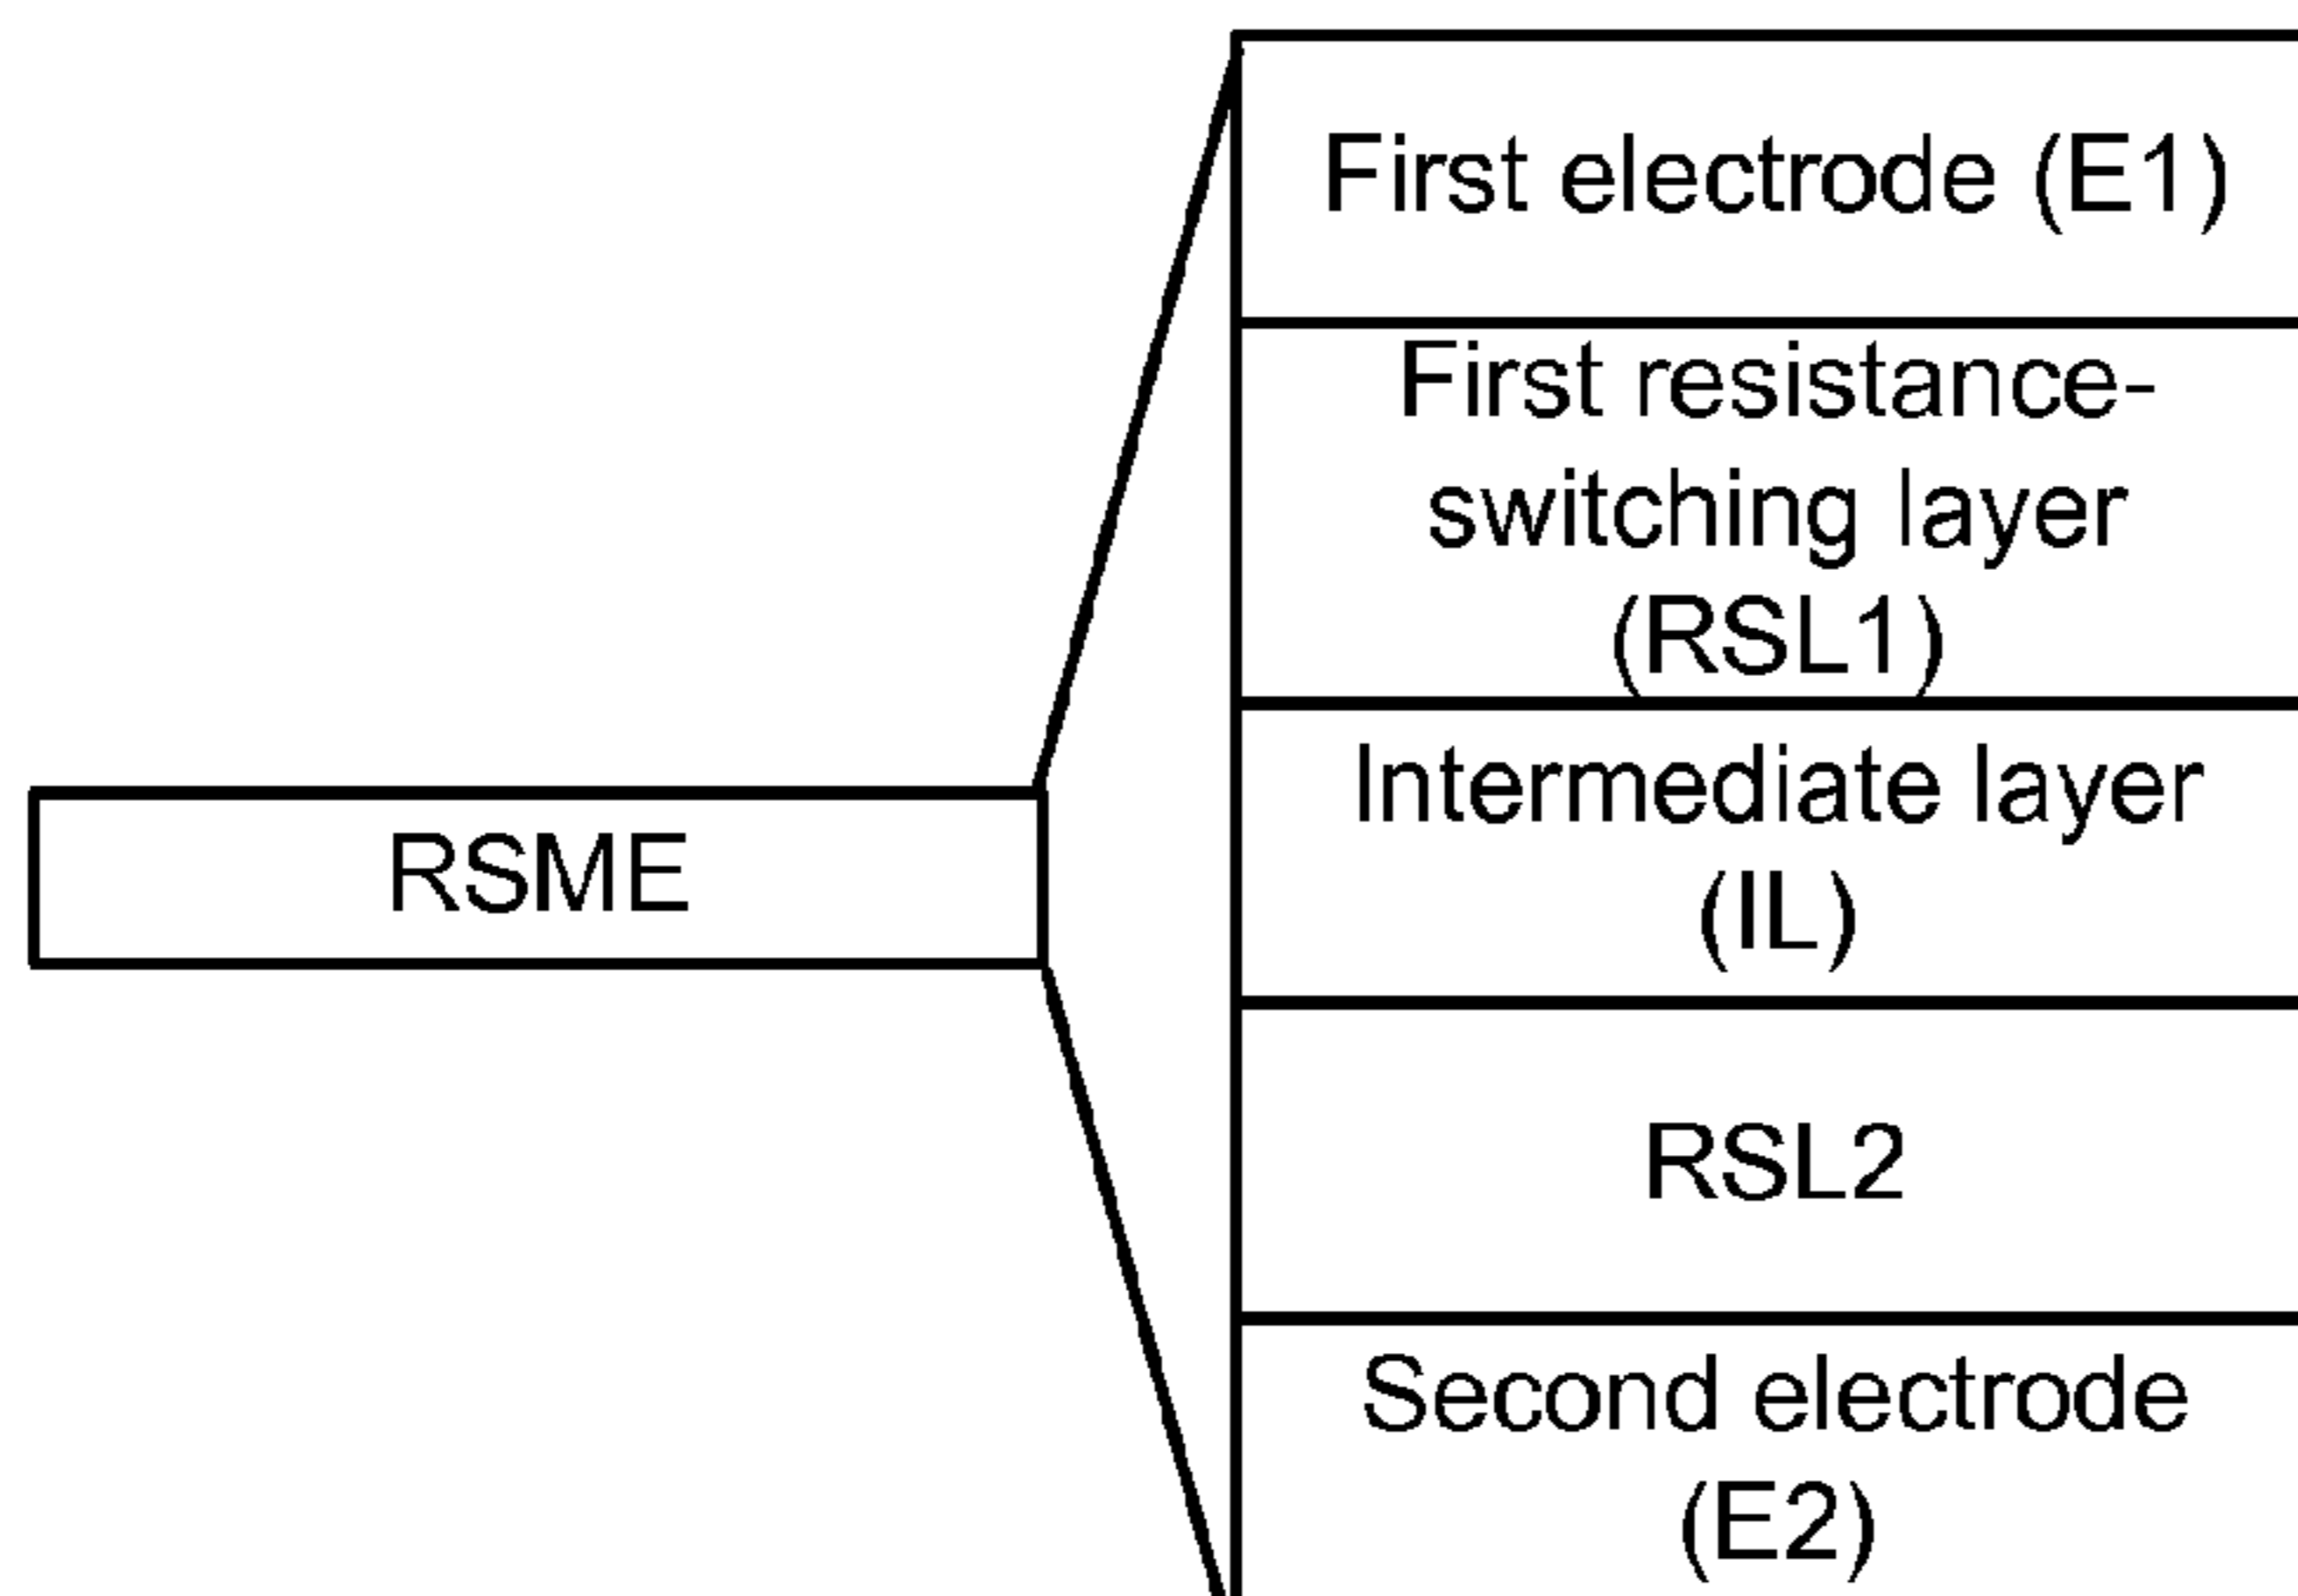 First electrode (E1)
First resistance-
switching layer
(RSL1)
Intermediate layer
(IL)
RSME
RSL2
Second electrode
(E2)